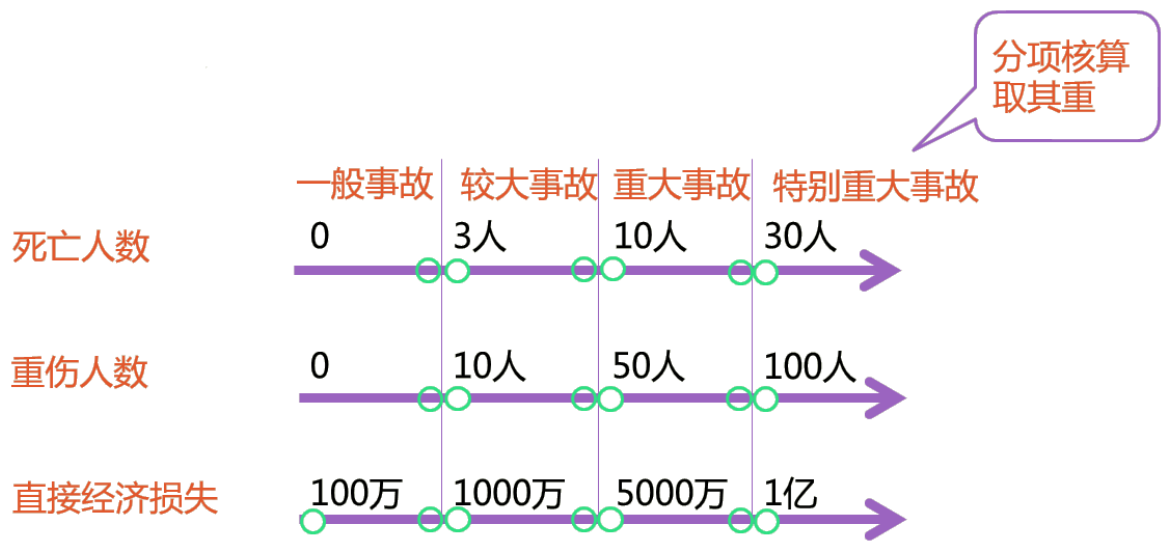 分项核算
取其重
一般事故 较大事故 重大事故 特别重大事故
0 3人 10人 30人
死亡人数
0 10人 50人 100人
重伤人数
100万 1000万 5000万 1亿
直接经济损失